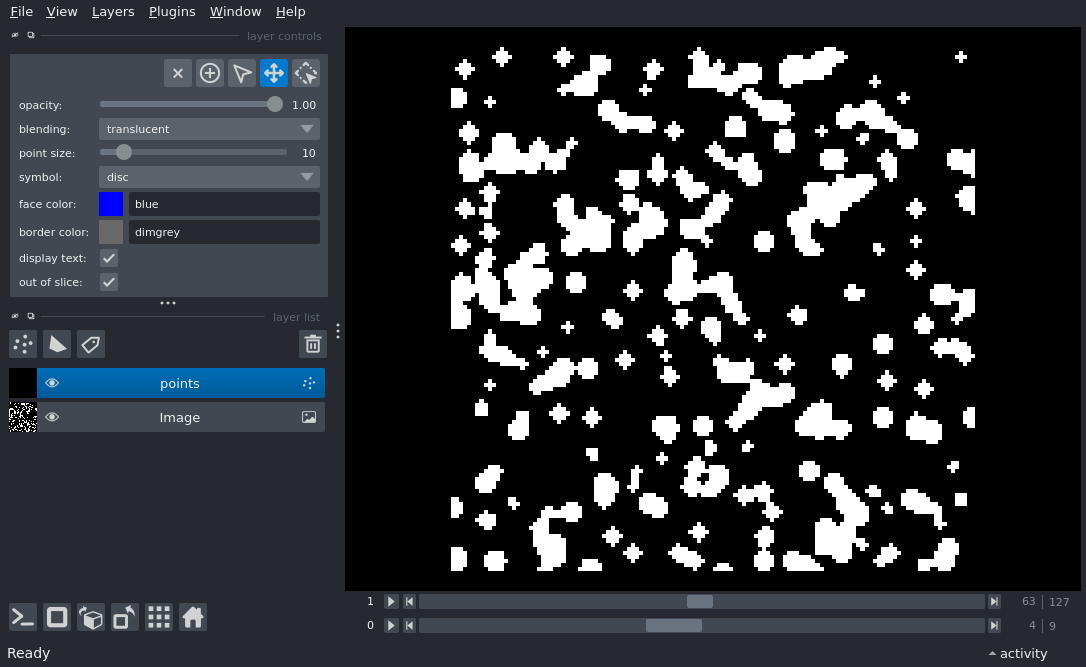 File View Layers Plugins Window Help
layer controls
opacity: 1.00
blending: translucent
point size: 10
symbol: disc
face color: blue
border color: dimgrey
display text:
out of slice:
layer list
points
Image
1 63 127
0 4 9
Ready activity